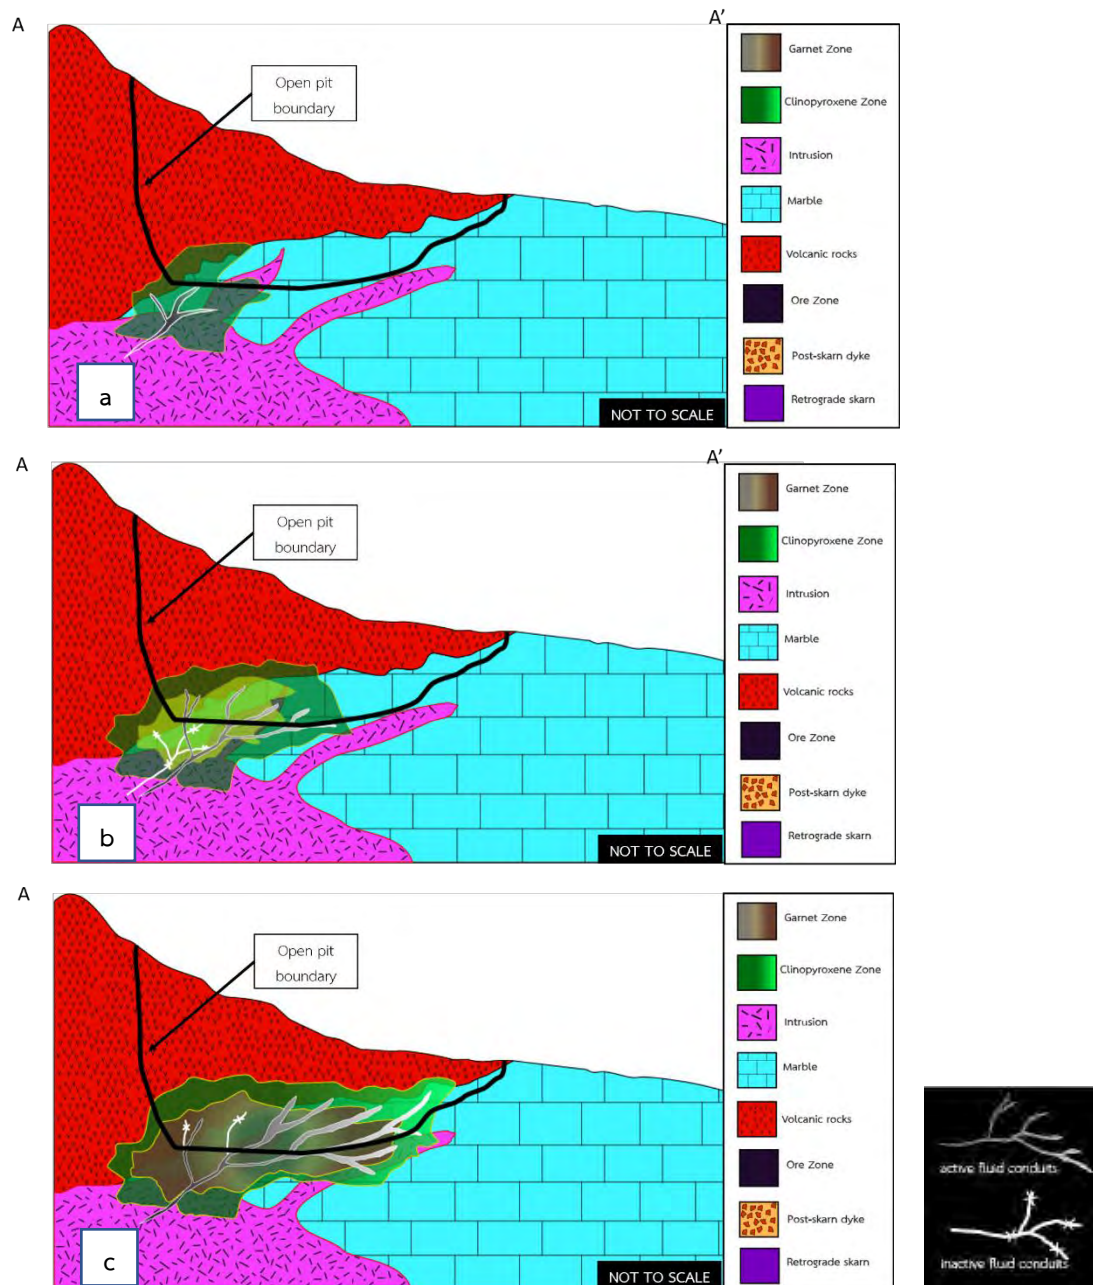 A
A’
Open pit
boundary
Garnet Zone
Clinopyroxene Zone
Intrusion
Marble
Volcanic rocks
Ore Zone
Post-skarn dyke
Retrograde skarn
a
NOT TO SCALE
A
A’
Open pit
boundary
Garnet Zone
Clinopyroxene Zone
Intrusion
Marble
Volcanic rocks
Ore Zone
Post-skarn dyke
Retrograde skarn
b
NOT TO SCALE
A
A’
Open pit
boundary
Garnet Zone
Clinopyroxene Zone
Intrusion
Marble
Volcanic rocks
Ore Zone
Post-skarn dyke
Retrograde skarn
c
active fluid conduits
inactive fluid conduits